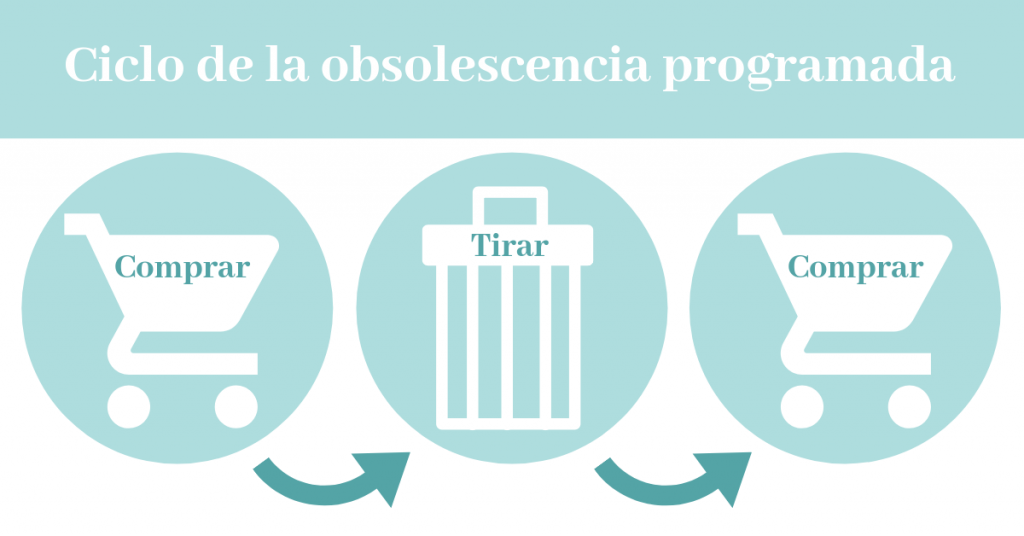 Ciclo de la obsolescencia programada
Comprar
Tirar
Comprar